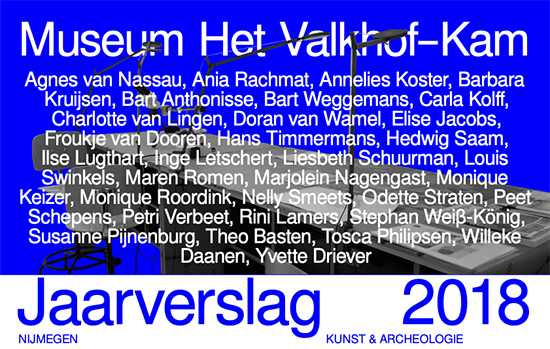 Museum Het Valkhof–Kam
Agnes van Nassau, Ania Rachmat, Annelies Koster, Barbara
Kruijsen, Bart Anthonisse, Bart Weggemans, Carla Kolff,
Charlotte van Lingen, Doran van Wamel, Elise Jacobs,
Froukje van Dooren, Hans Timmermans, Hedwig Saam,
Ilse Lugthart, Inge Letschert, Liesbeth Schuurman, Louis
Swinkels, Maren Romen, Marjolein Nagengast, Monique
Keizer, Monique Roordink, Nelly Smeets, Odette Straten, Peet
Schepens, Petri Verbeet, Rini Lamers, Stephan Weiß-König,
Susanne Pijnenburg, Theo Basten, Tosca Philipsen, Willeke
Daanen, Yvette Driever
Jaarverslag 2018
NIJMEGEN KUNST & ARCHEOLOGIE